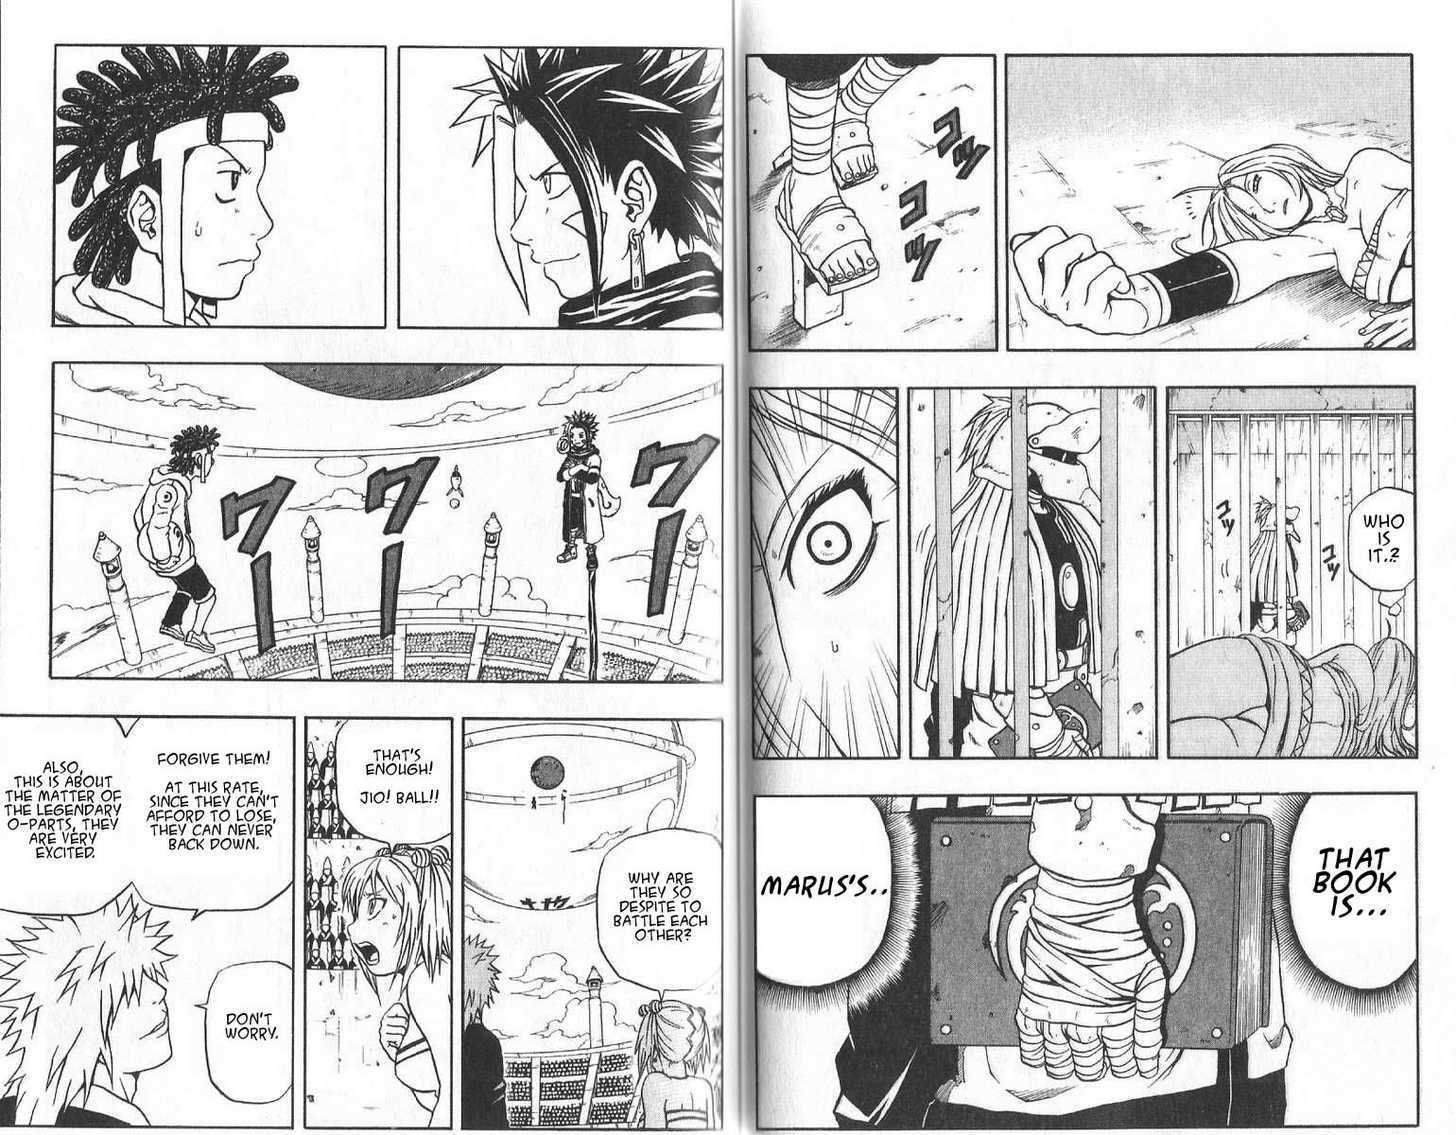 コッ
コッ
WHO
IS
IT..?
コッ
コッ
THAT
BOOK
IS...
MARUS'S..
ワー
ワー
ワー
WHY ARE
THEY SO
DESPITE TO
BATTLE EACH
OTHER?
THAT'S
ENOUGH!
JIO! BALL!!
FORGIVE THEM!
AT THIS RATE,
SINCE THEY CAN'T
AFFORD TO LOSE,
THEY CAN NEVER
BACK DOWN.
ALSO,
THIS IS ABOUT
THE MATTER OF
THE LEGENDARY
O-PARTS, THEY
ARE VERY
EXCITED.
DON'T
WORRY.